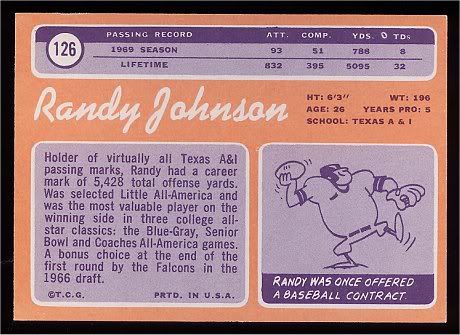 126
PASSING RECORD ATT. COMP. YDS. TDS
1969 SEASON 93 51 788 8
LIFETIME 832 395 5095 32
Randy Johnson
HT: 6'3" WT: 196
AGE: 26 YEARS PRO: 5
SCHOOL: TEXAS A & I
Holder of virtually all Texas A&I
passing marks, Randy had a career
mark of 5,428 total offense yards.
Was selected Little All-America and
was the most valuable player on the
winning side in three college all-
star classics: the Blue-Gray, Senior
Bowl and Coaches All-America games.
A bonus choice at the end of the
first round by the Falcons in the
1966 draft.
©T.C.G. PRTD. IN U.S.A.
RANDY WAS ONCE OFFERED
A BASEBALL CONTRACT.